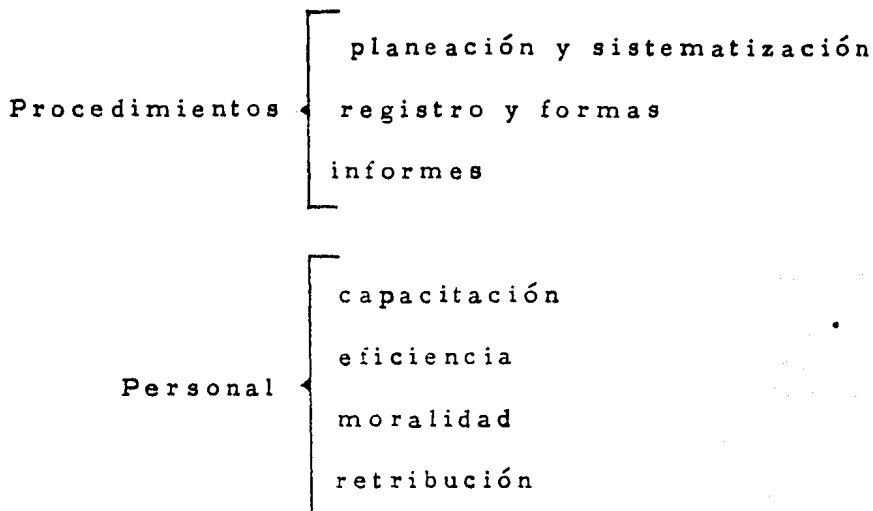 planeación y sistematización
Procedimientos registro y formas
informes
capacitación
eficiencia
Personal
moralidad
retribución